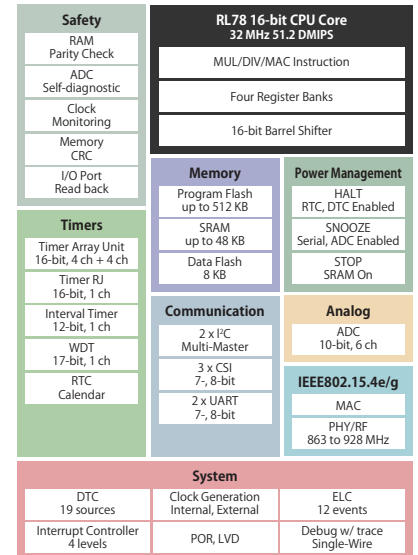 Safety
RAM
Parity Check
ADC
Self-diagnostic
Clock
Monitoring
Memory
CRC
I/O Port
Read back
RL78 16-bit CPU Core
32 MHz 51.2 DMIPS
MUL/DIV/MAC Instruction
Four Register Banks
16-bit Barrel Shifter
Memory
Program Flash
up to 512 KB
SRAM
up to 48 KB
Data Flash
8 KB
Power Management
HALT
RTC, DTC Enabled
SNOOZE
Serial, ADC Enabled
STOP
SRAM On
Timers
Timer Array Unit
16-bit, 4 ch + 4 ch
Timer RJ
16-bit, 1 ch
Interval Timer
12-bit, 1 ch
WDT
17-bit, 1 ch
RTC
Calendar
Communication
2 x I²C
Multi-Master
3 x CSI
7-, 8-bit
2 x UART
7-, 8-bit
Analog
ADC
10-bit, 6 ch
IEEE802.15.4e/g
MAC
PHY/RF
863 to 928 MHz
System
DTC
19 sources
Clock Generation
Internal, External
ELC
12 events
Interrupt Controller
4 levels
POR, LVD
Debug w/ trace
Single-Wire